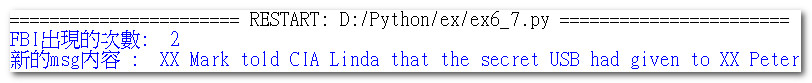 ======================= RESTART: D:/Python/ex/ex6_7.py =======================
FBI出現的次數:  2
新的msg內容 :  XX Mark told CIA Linda that the secret USB had given to XX Peter